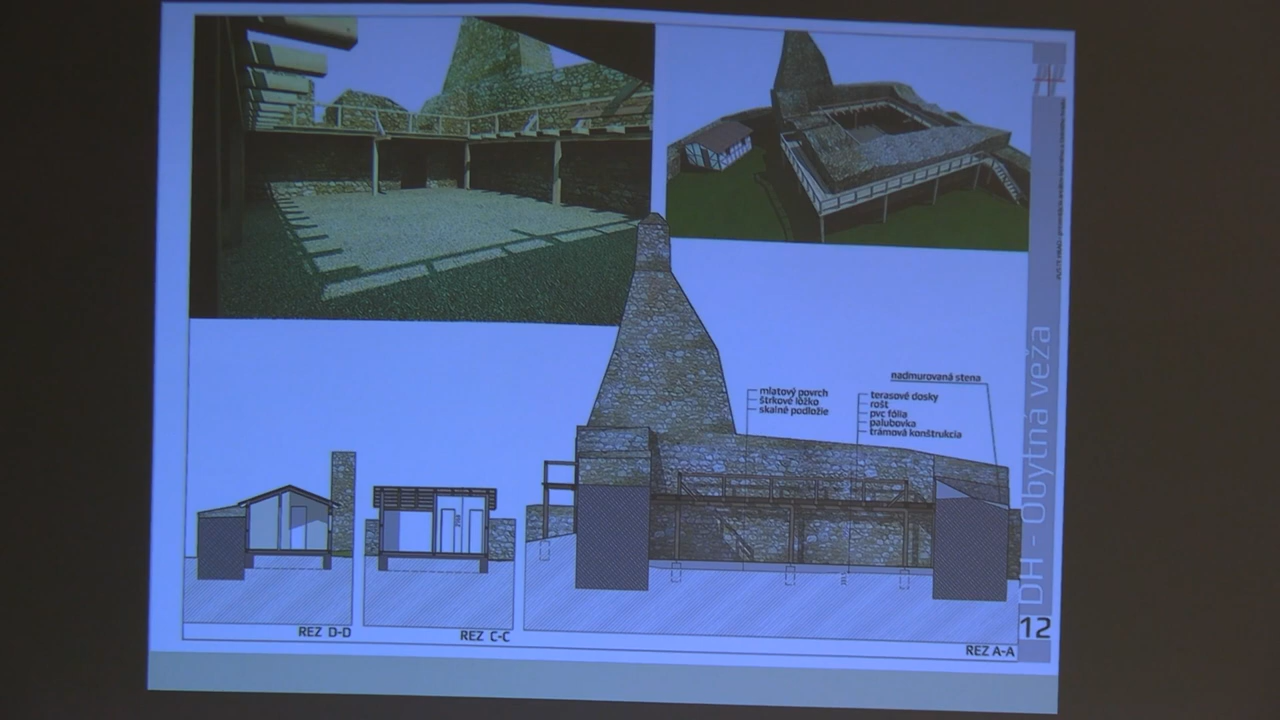 nadmurovaná stena
mlatový povrch
štrkové lôžko
skalné podložie
terasové dosky
rošt
pvc fólia
palubovka
trámová konštrukcia
REZ D-D
REZ C-C
REZ A-A
DH - Obytná veža
12